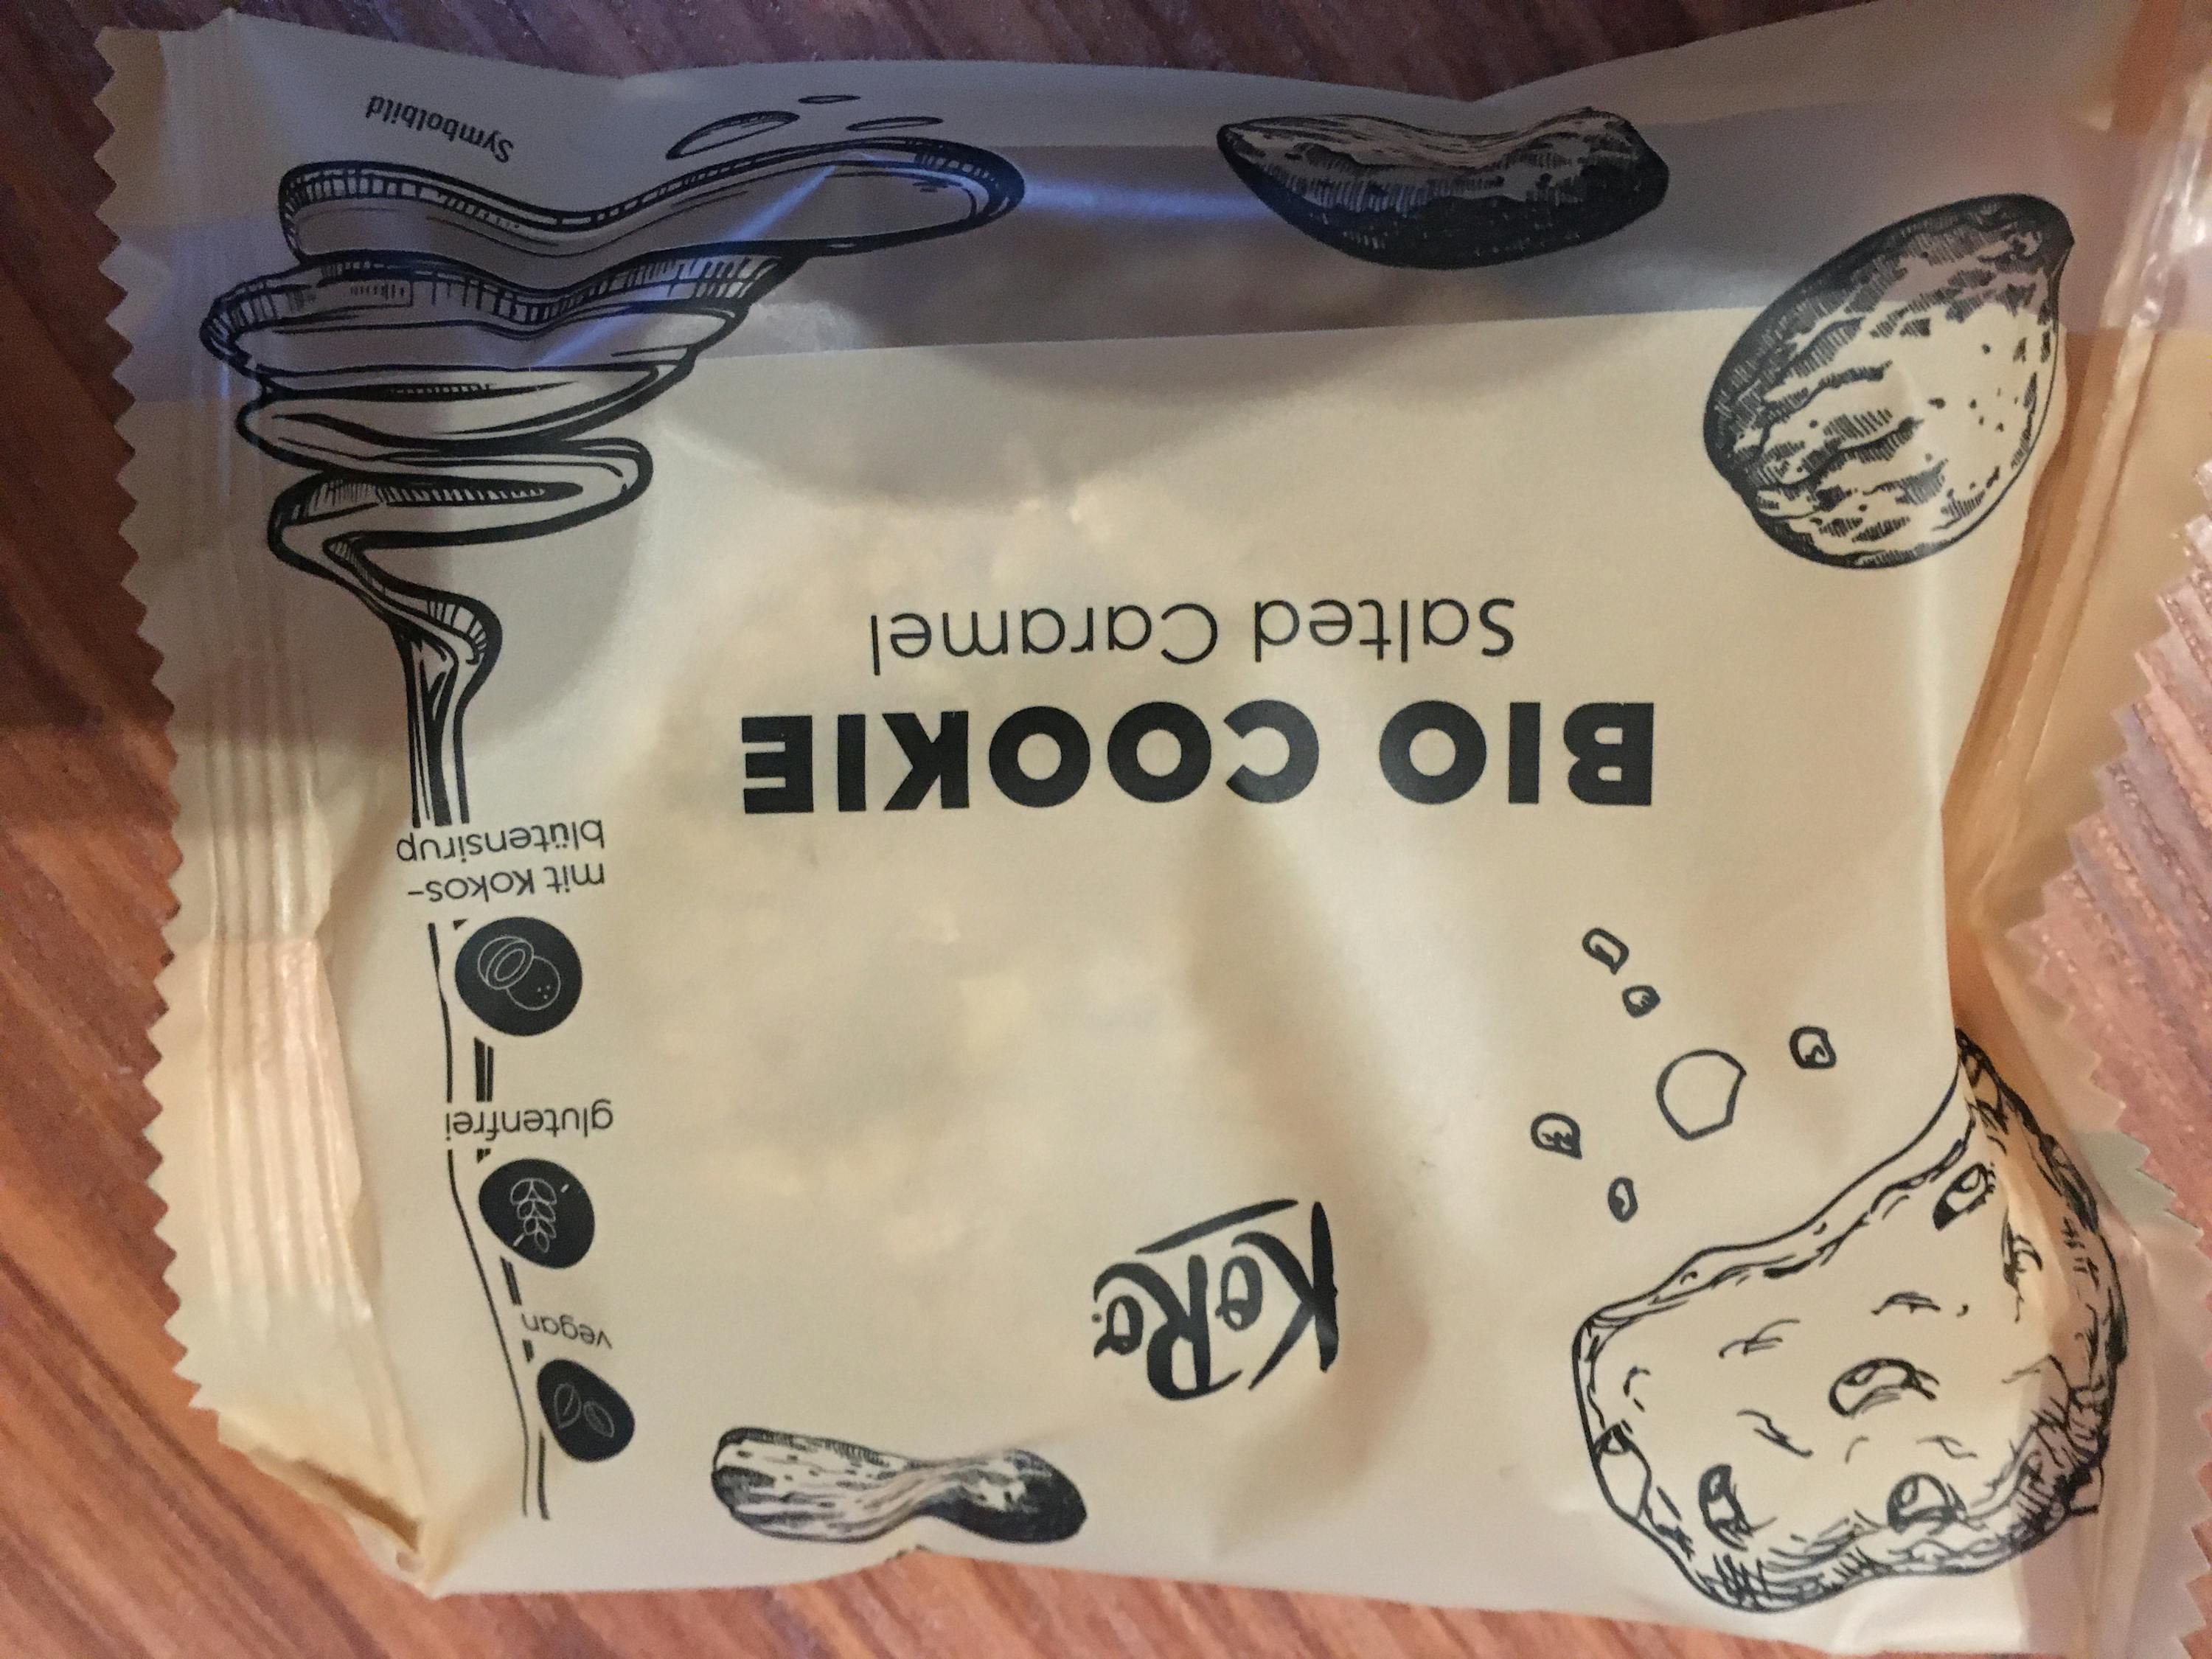 KoRo
vegan
glutenfrei
mit Kokos-
blütensirup
BIO COOKIE
Salted Caramel
Symbolbild